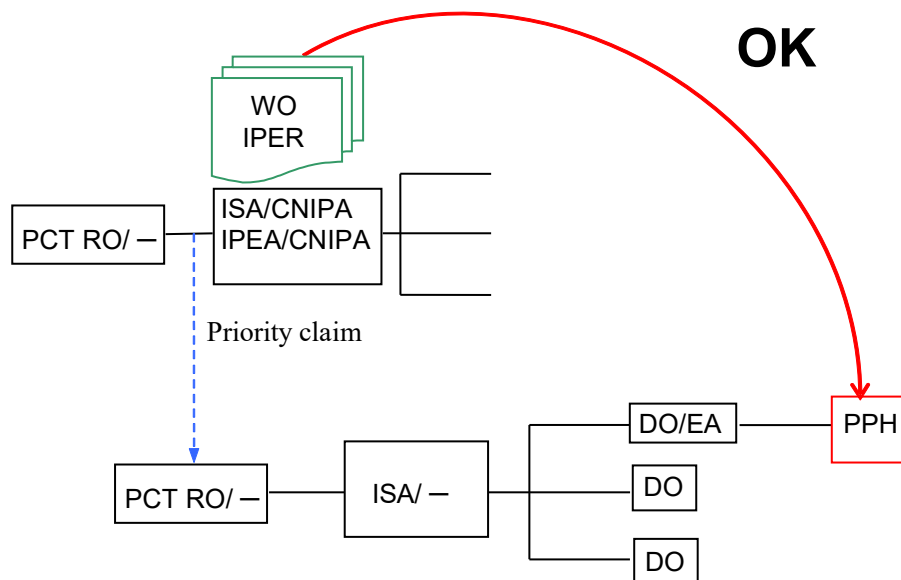 OK
WO
IPER
ISA/CNIPA
IPEA/CNIPA
PCT RO/ –
Priority claim
DO/EA
PPH
PCT RO/ –
ISA/ –
DO
DO